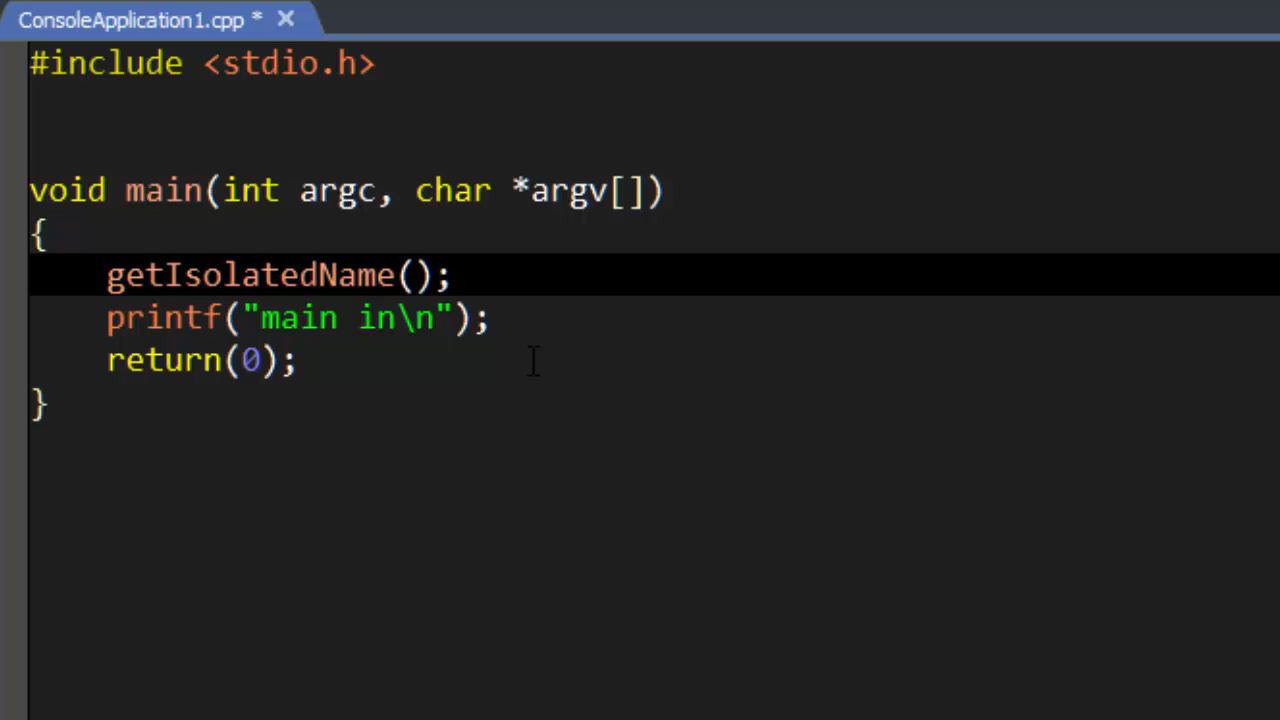 ConsoleApplication1.cpp *
#include <stdio.h>
void main(int argc, char *argv[])
{
getIsolatedName();
printf("main in\n");
return(0);
}